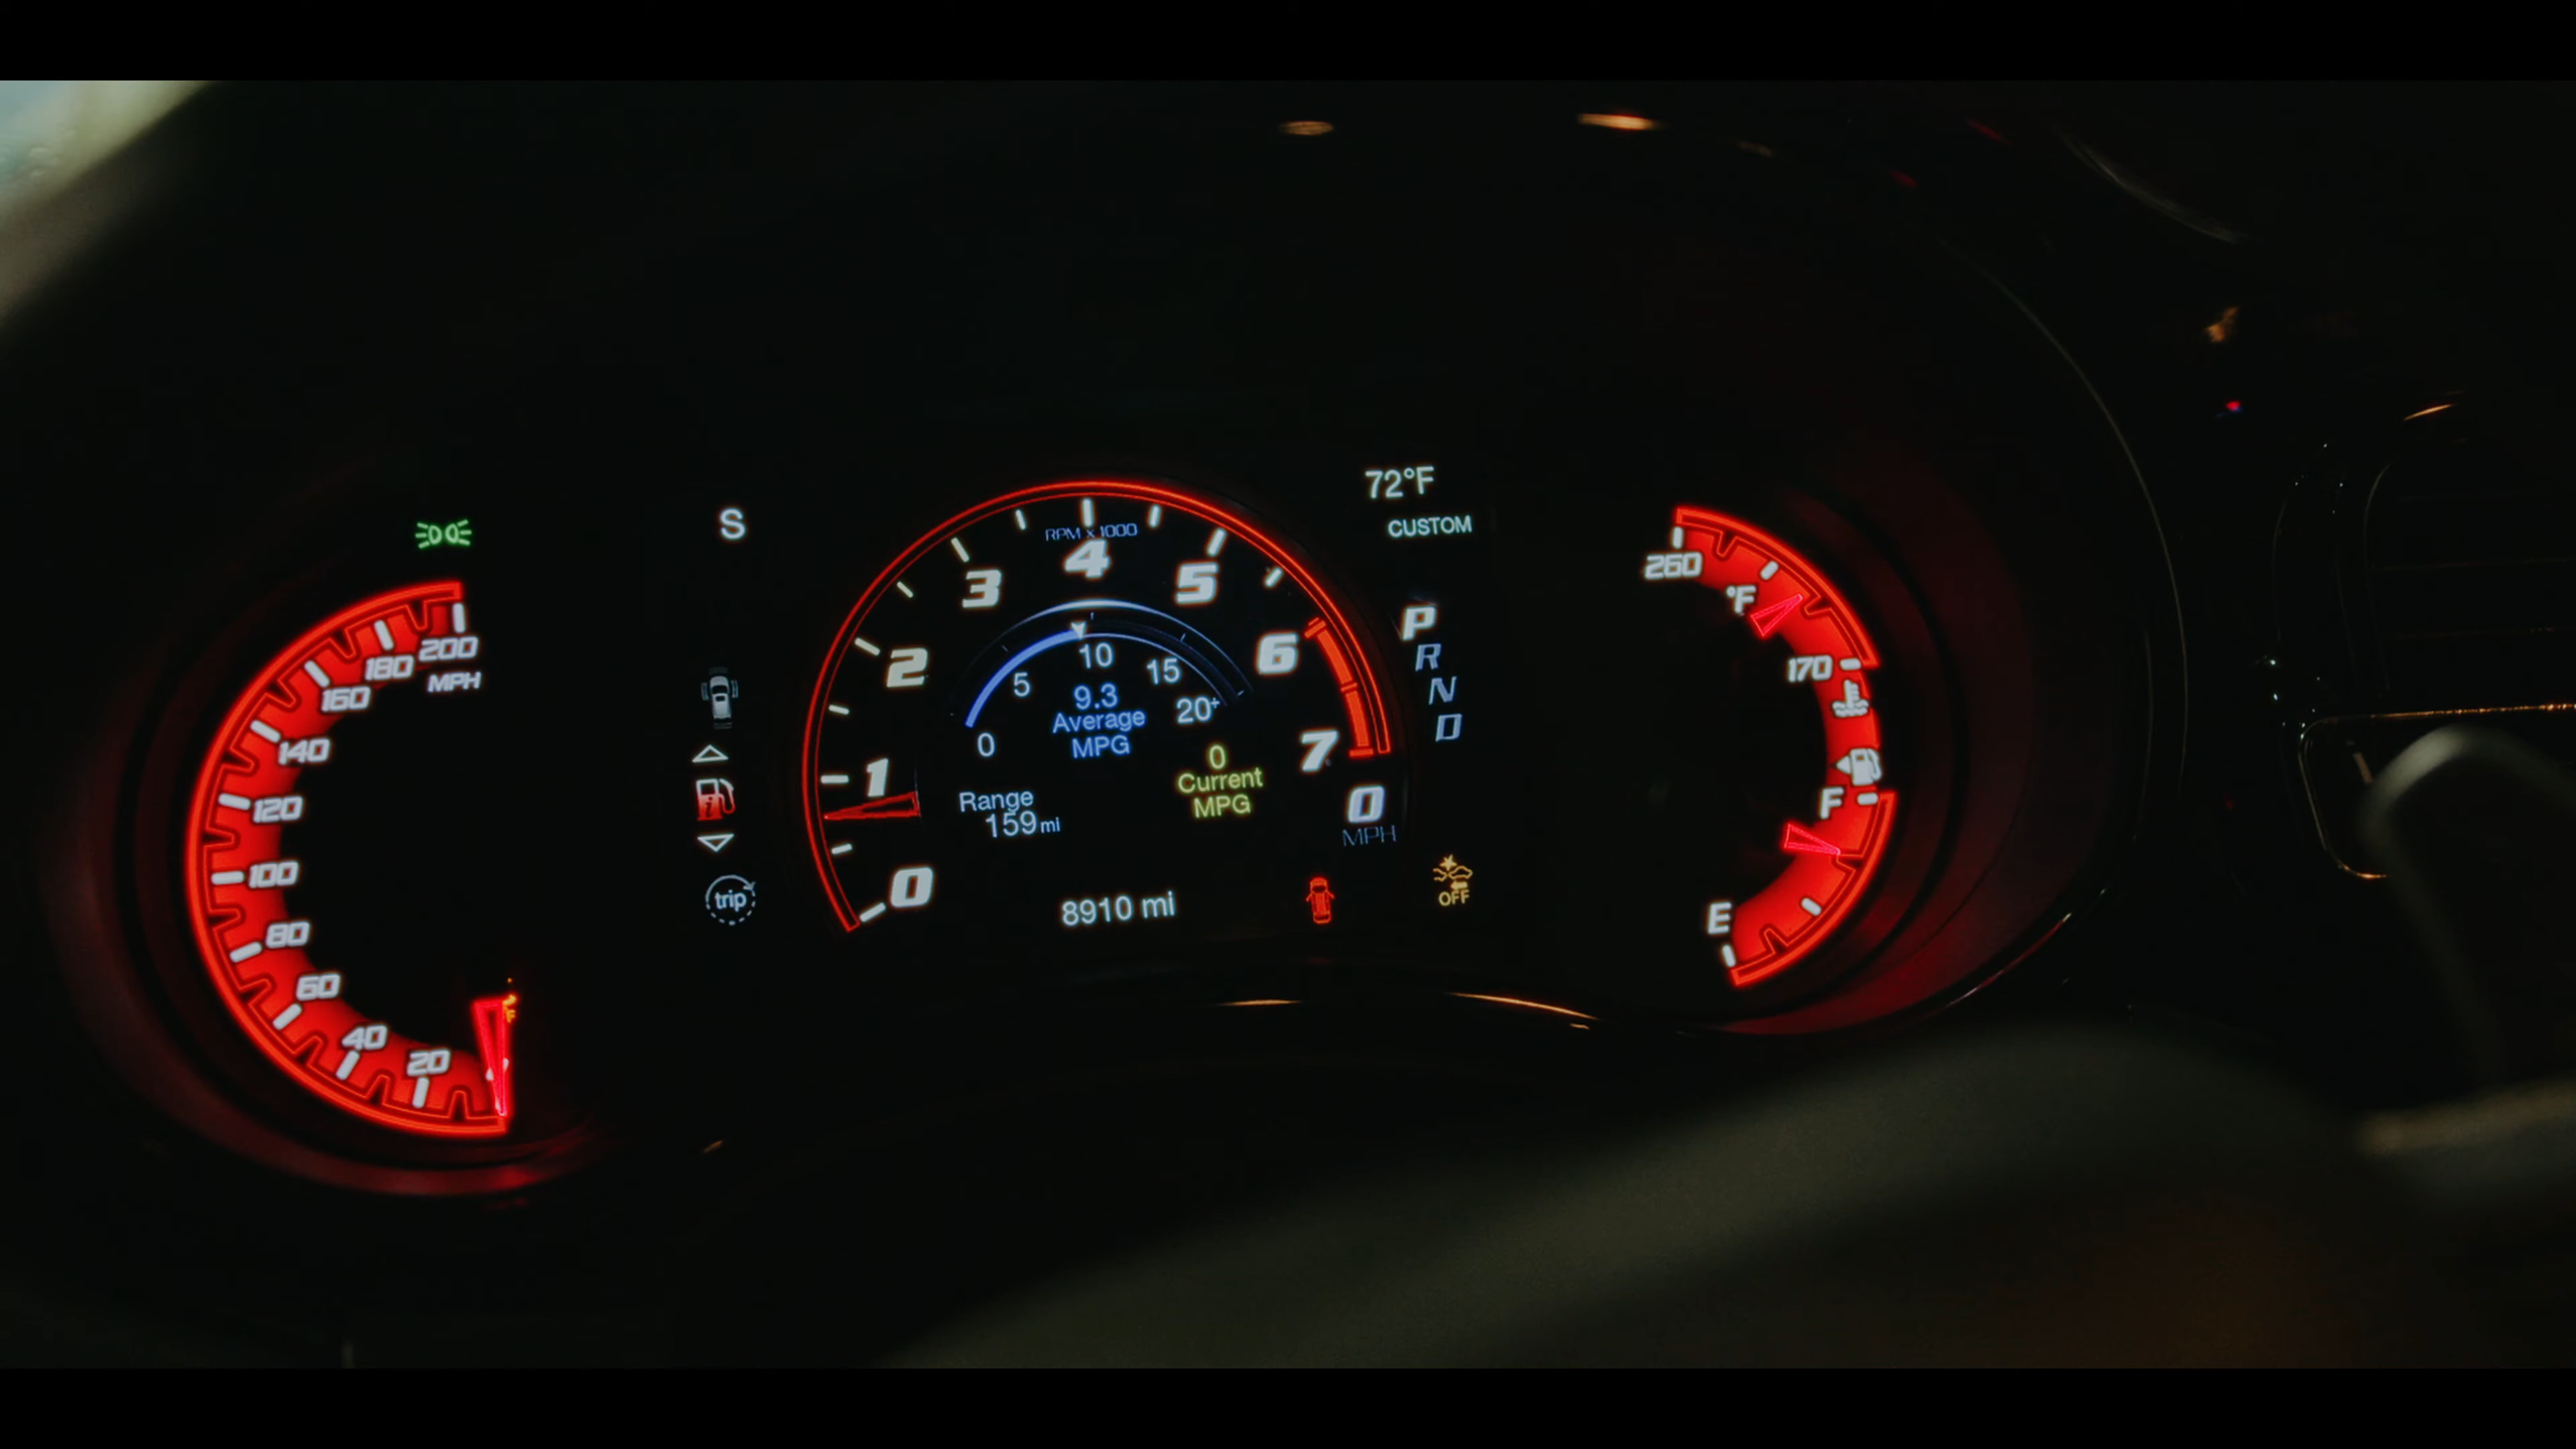 200
180
MPH
160
140
120
100
80
60
40
20
S
trip
RPM x 1000
0
1
2
3
4
5
6
7
0
5
10
15
20+
9.3
Average
MPG
0
Current
MPG
Range
159 mi
8910 mi
72°F
CUSTOM
P
R
N
D
0
MPH
OFF
260
°F
170
F
E